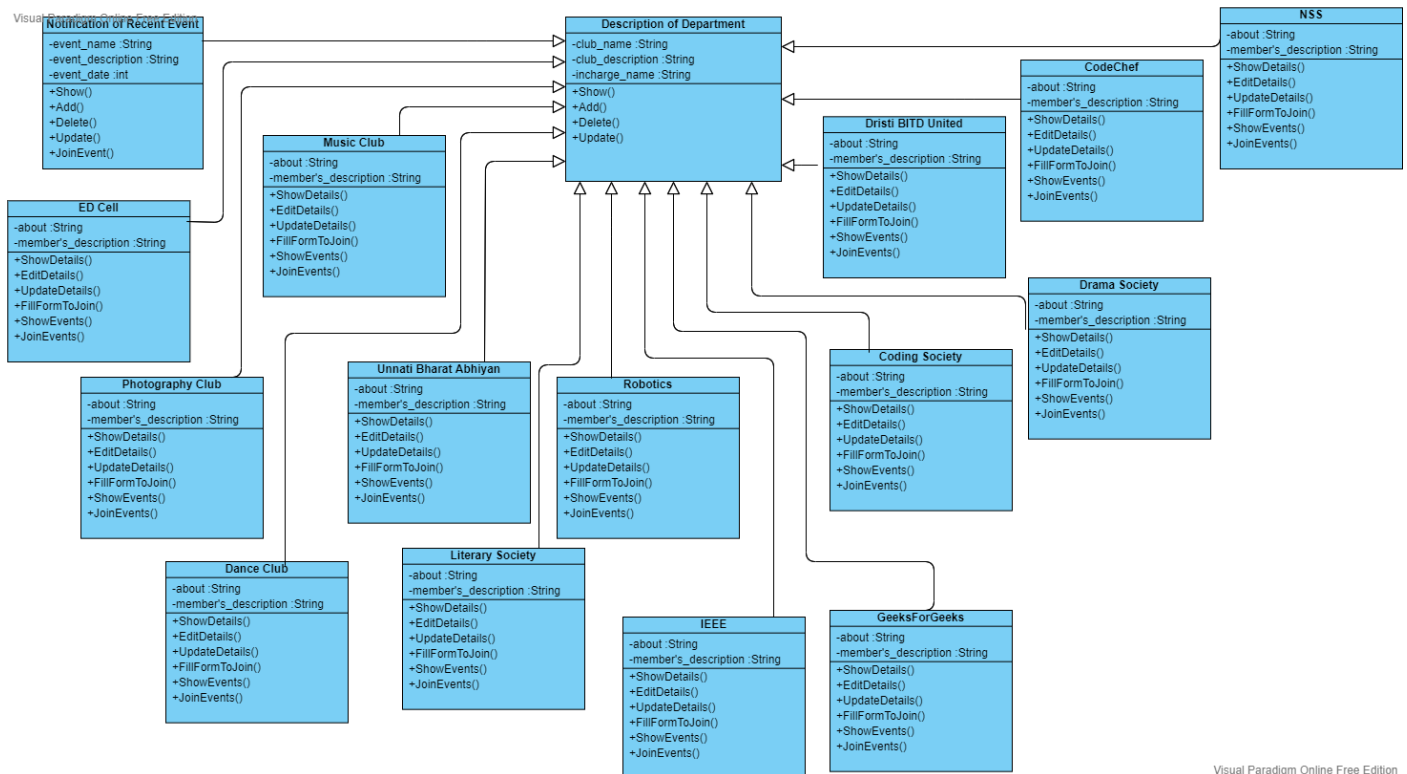 Visual Paradigm Online Free Edition
Notification of Recent Event
-event_name :String
-event_description :String
-event_date :int
+Show()
+Add()
+Delete()
+Update()
+JoinEvent()
Description of Department
-club_name :String
-club_description :String
-incharge_name :String
+Show()
+Add()
+Delete()
+Update()
NSS
-about :String
-member's_description :String
+ShowDetails()
+EditDetails()
+UpdateDetails()
+FillFormToJoin()
+ShowEvents()
+JoinEvents()
CodeChef
-about :String
-member's_description :String
+ShowDetails()
+EditDetails()
+UpdateDetails()
+FillFormToJoin()
+ShowEvents()
+JoinEvents()
Dristi BITD United
-about :String
-member's_description :String
+ShowDetails()
+EditDetails()
+UpdateDetails()
+FillFormToJoin()
+ShowEvents()
+JoinEvents()
Music Club
-about :String
-member's_description :String
+ShowDetails()
+EditDetails()
+UpdateDetails()
+FillFormToJoin()
+ShowEvents()
+JoinEvents()
ED Cell
-about :String
-member's_description :String
+ShowDetails()
+EditDetails()
+UpdateDetails()
+FillFormToJoin()
+ShowEvents()
+JoinEvents()
Drama Society
-about :String
-member's_description :String
+ShowDetails()
+EditDetails()
+UpdateDetails()
+FillFormToJoin()
+ShowEvents()
+JoinEvents()
Photography Club
-about :String
-member's_description :String
+ShowDetails()
+EditDetails()
+UpdateDetails()
+FillFormToJoin()
+ShowEvents()
+JoinEvents()
Unnati Bharat Abhiyan
-about :String
-member's_description :String
+ShowDetails()
+EditDetails()
+UpdateDetails()
+FillFormToJoin()
+ShowEvents()
+JoinEvents()
Robotics
-about :String
-member's_description :String
+ShowDetails()
+EditDetails()
+UpdateDetails()
+FillFormToJoin()
+ShowEvents()
+JoinEvents()
Coding Society
-about :String
-member's_description :String
+ShowDetails()
+EditDetails()
+UpdateDetails()
+FillFormToJoin()
+ShowEvents()
+JoinEvents()
Dance Club
-about :String
-member's_description :String
+ShowDetails()
+EditDetails()
+UpdateDetails()
+FillFormToJoin()
+ShowEvents()
+JoinEvents()
Literary Society
-about :String
-member's_description :String
+ShowDetails()
+EditDetails()
+UpdateDetails()
+FillFormToJoin()
+ShowEvents()
+JoinEvents()
IEEE
-about :String
-member's_description :String
+ShowDetails()
+EditDetails()
+UpdateDetails()
+FillFormToJoin()
+ShowEvents()
+JoinEvents()
GeeksForGeeks
-about :String
-member's_description :String
+ShowDetails()
+EditDetails()
+UpdateDetails()
+FillFormToJoin()
+ShowEvents()
+JoinEvents()
Visual Paradigm Online Free Edition